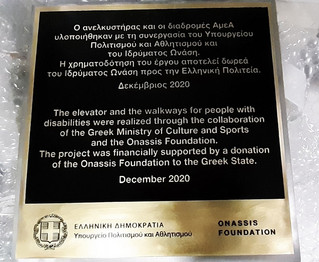 Ο ανελκυστήρας και οι διαδρομές ΑμεΑ
υλοποιήθηκαν με τη συνεργασία του Υπουργείου
Πολιτισμού και Αθλητισμού και
του Ιδρύματος Ωνάση.
Η χρηματοδότηση του έργου αποτελεί δωρεά
του Ιδρύματος Ωνάση προς την Ελληνική Πολιτεία.
Δεκέμβριος 2020
The elevator and the walkways for people with
disabilities were realized through the collaboration
of the Greek Ministry of Culture and Sports
and the Onassis Foundation.
The project was financially supported by a donation
of the Onassis Foundation to the Greek State.
December 2020
ΕΛΛΗΝΙΚΗ ΔΗΜΟΚΡΑΤΙΑ
Υπουργείο Πολιτισμού και Αθλητισμού
ONASSIS
FOUNDATION